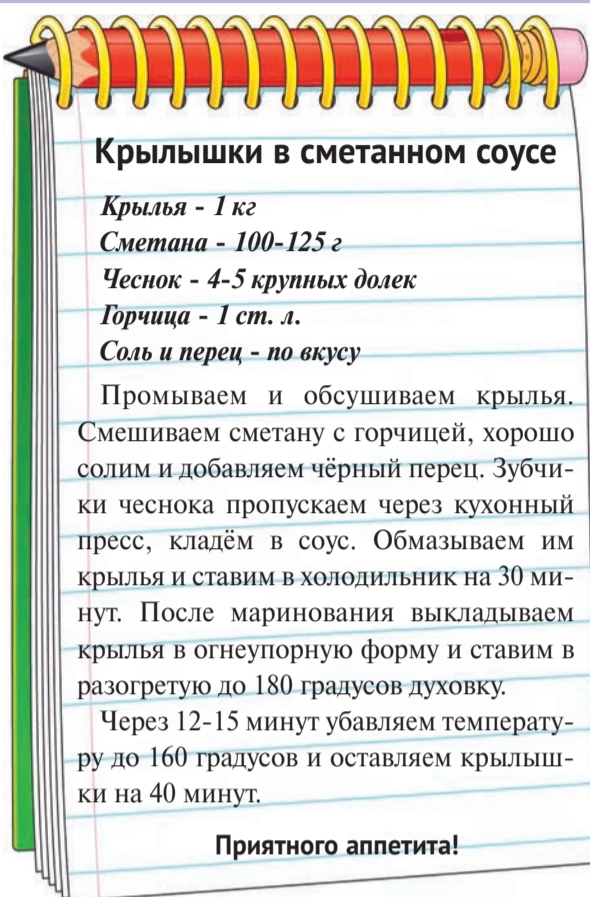 Крылышки в сметанном соусе
Крылья - 1 кг
Сметана - 100-125 г
Чеснок - 4-5 крупных долек
Горчица - 1 ст. л.
Соль и перец - по вкусу
Промываем и обсушиваем крылья.
Смешиваем сметану с горчицей, хорошо
солим и добавляем чёрный перец. Зубчи-
ки чеснока пропускаем через кухонный
пресс, кладём в соус. Обмазываем им
крылья и ставим в холодильник на 30 ми-
нут. После маринования выкладываем
крылья в огнеупорную форму и ставим в
разогретую до 180 градусов духовку.
Через 12-15 минут убавляем температу-
ру до 160 градусов и оставляем крылыш-
ки на 40 минут.
Приятного аппетита!